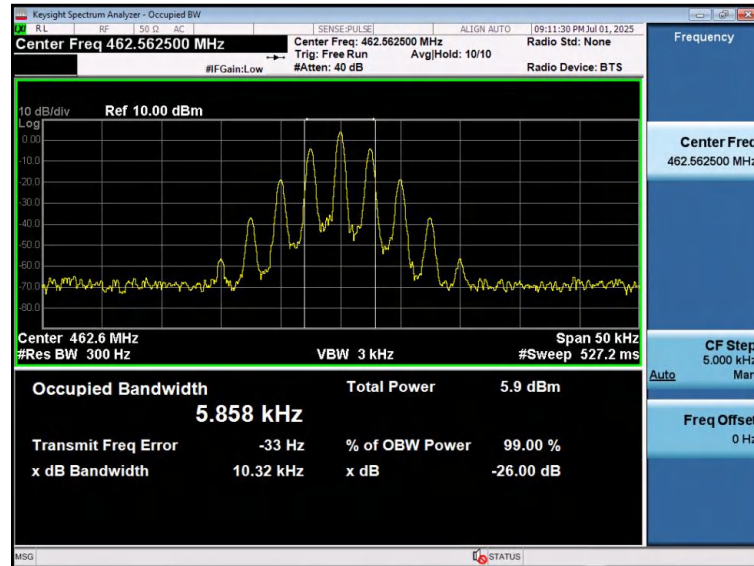 Keysight Spectrum Analyzer - Occupied BW
LXI RL RF 50 Ω AC SENSE:PULSE ALIGN AUTO 09:11:30 PM Jul 01, 2025
Center Freq 462.562500 MHz
Center Freq: 462.562500 MHz
Radio Std: None
Trig: Free Run Avg|Hold: 10/10
#IFGain:Low #Atten: 40 dB Radio Device: BTS
Frequency
10 dB/div Ref 10.00 dBm
Log
0.00
-10.0
-20.0
-30.0
-40.0
-50.0
-60.0
-70.0
-80.0
Center 462.6 MHz Span 50 kHz
#Res BW 300 Hz VBW 3 kHz #Sweep 527.2 ms
Center Freq
462.562500 MHz
CF Step
5.000 kHz
Auto Man
Freq Offset
0 Hz
Occupied Bandwidth Total Power 5.9 dBm
5.858 kHz
Transmit Freq Error -33 Hz % of OBW Power 99.00 %
x dB Bandwidth 10.32 kHz x dB -26.00 dB
MSG STATUS